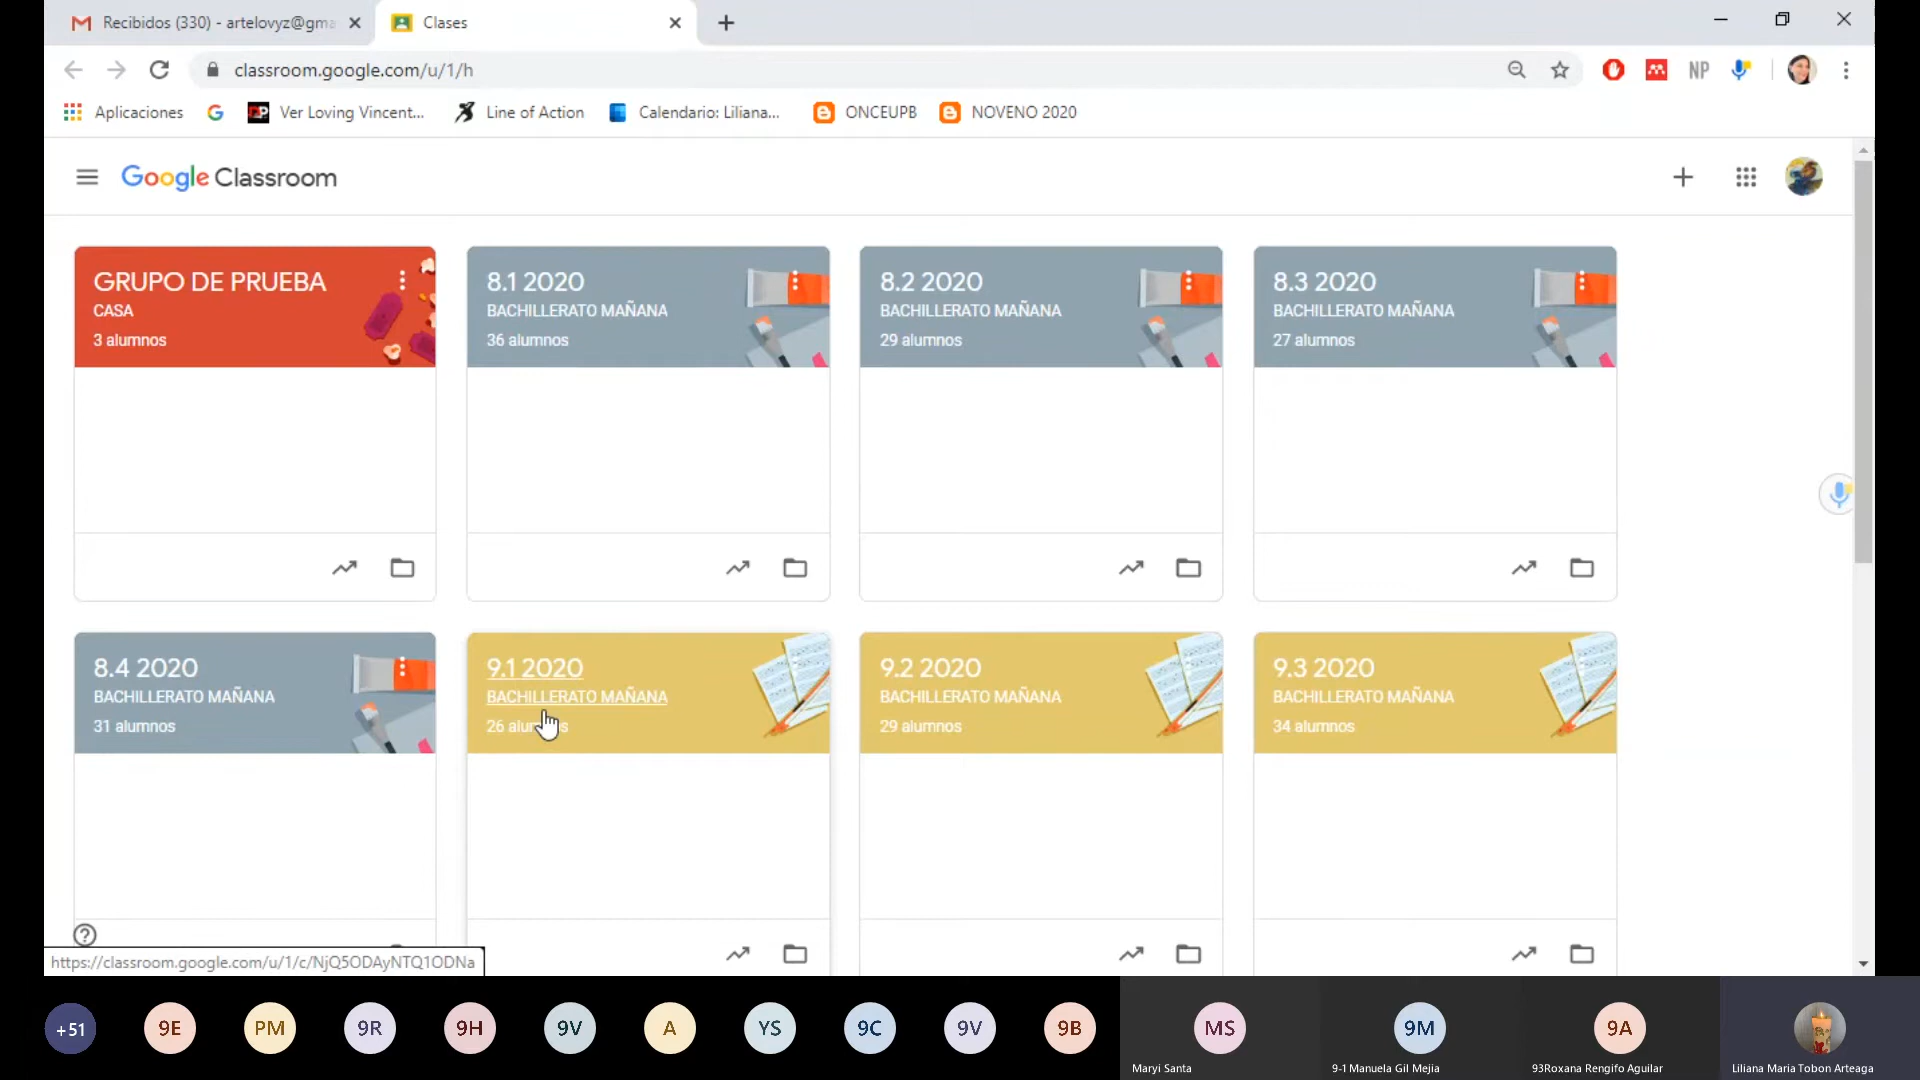 Recibidos (330) - artelovyz@gma
Clases
classroom.google.com/u/1/h
NP
Aplicaciones
Ver Loving Vincent...
Line of Action
Calendario: Liliana...
ONCEUPB
NOVENO 2020
Google Classroom
GRUPO DE PRUEBA
CASA
3 alumnos
8.1 2020
BACHILLERATO MAÑANA
36 alumnos
8.2 2020
BACHILLERATO MAÑANA
29 alumnos
8.3 2020
BACHILLERATO MAÑANA
27 alumnos
8.4 2020
BACHILLERATO MAÑANA
31 alumnos
9.1 2020
BACHILLERATO MAÑANA
26 alumnos
9.2 2020
BACHILLERATO MAÑANA
29 alumnos
9.3 2020
BACHILLERATO MAÑANA
34 alumnos
https://classroom.google.com/u/1/c/NjQ5ODAyNTQ1ODNa
+51
9E
PM
9R
9H
9V
A
YS
9C
9V
9B
MS
9M
9A
Maryi Santa
9-1 Manuela Gil Mejia
93Roxana Rengifo Aguilar
Liliana Maria Tobon Arteaga